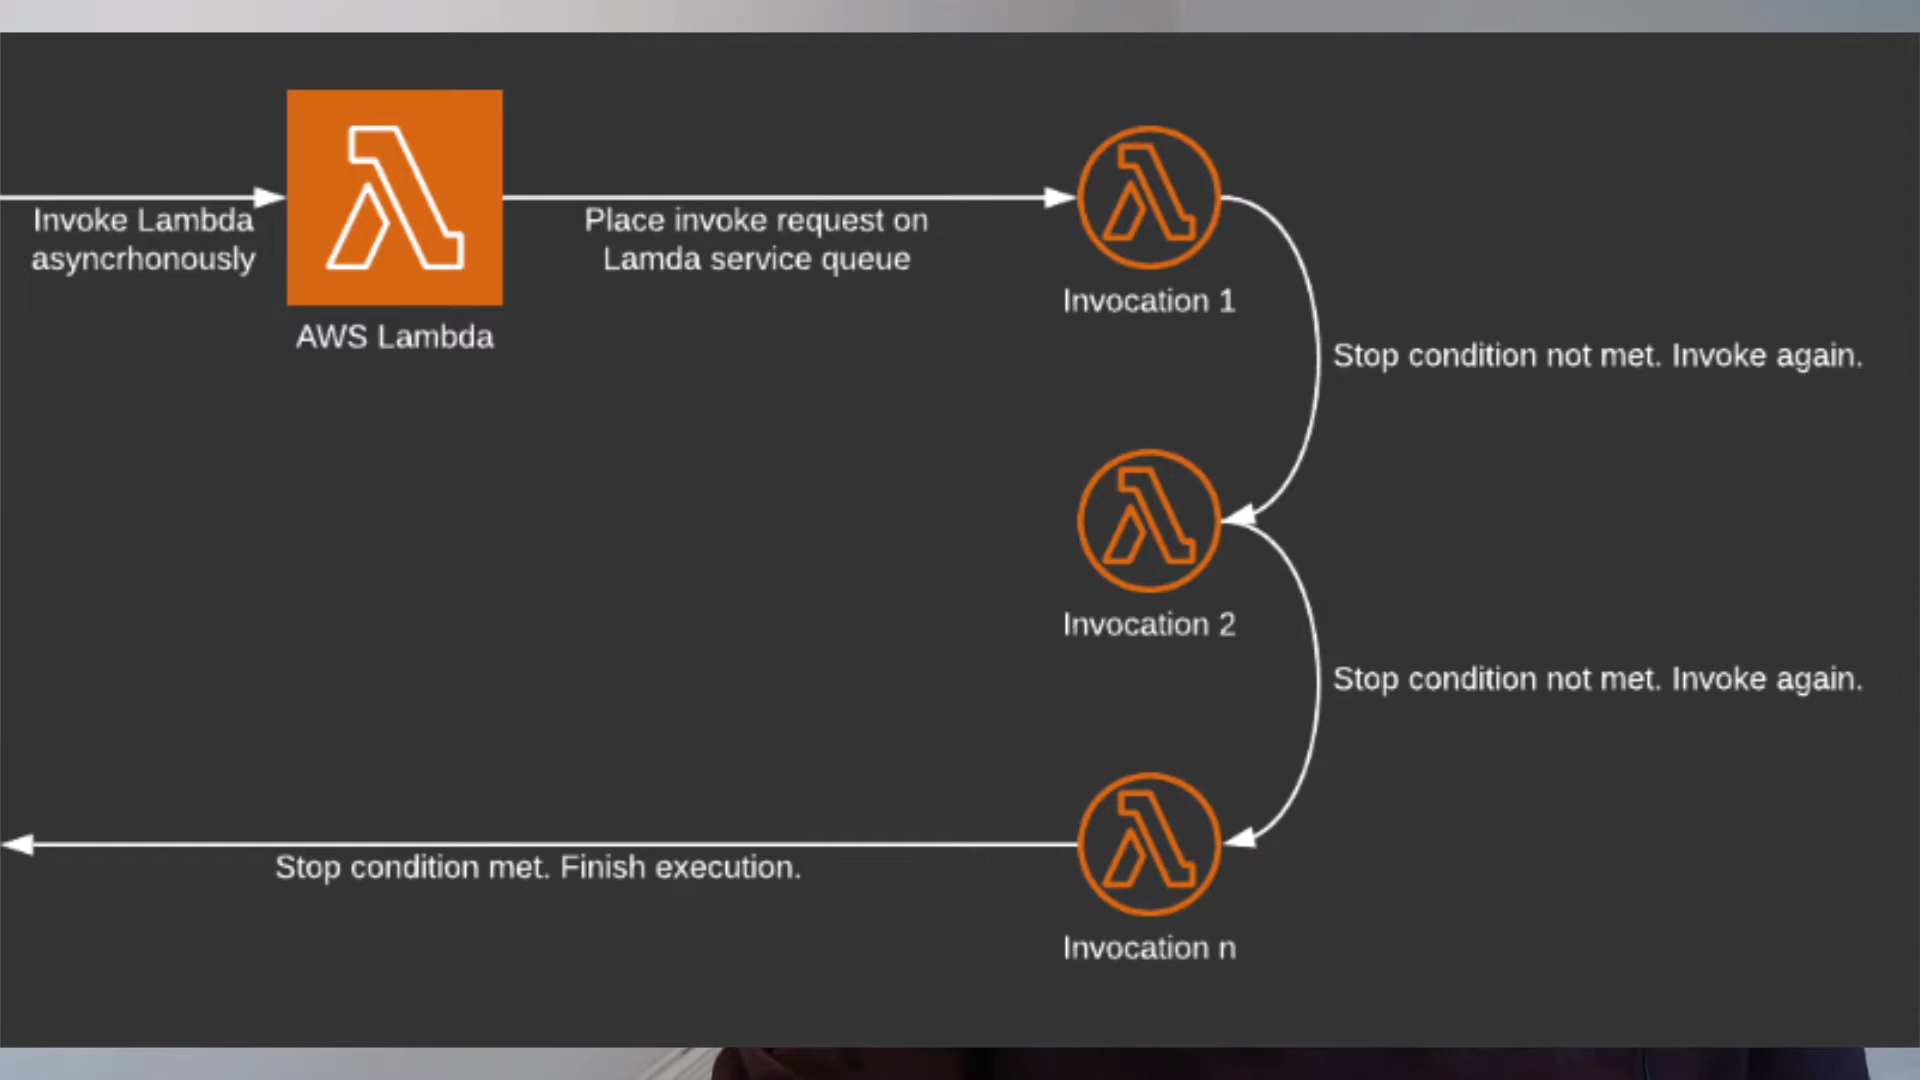 Invoke Lambda
asyncrhonously
AWS Lambda
Place invoke request on
Lamda service queue
Invocation 1
Stop condition not met. Invoke again.
Invocation 2
Stop condition not met. Invoke again.
Stop condition met. Finish execution.
Invocation n